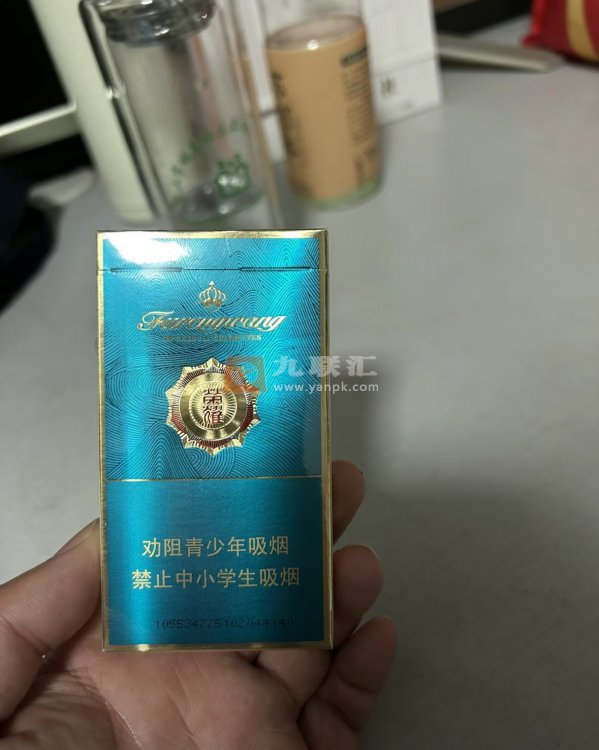 Furongwang
荣耀
九联汇
www.yanpk.com
劝阻青少年吸烟
禁止中小学生吸烟
105534775102044140